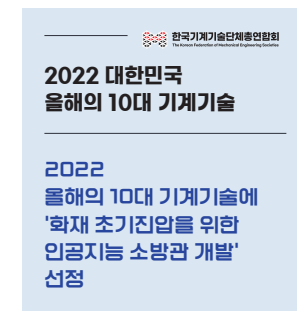 한국기계기술단체총연합회
The Korean Federation of Mechanical Engineering Societies
2022 대한민국
올해의 10대 기계기술
2022
올해의 10대 기계기술에
'화재 초기진압을 위한
인공지능 소방관 개발'
선정